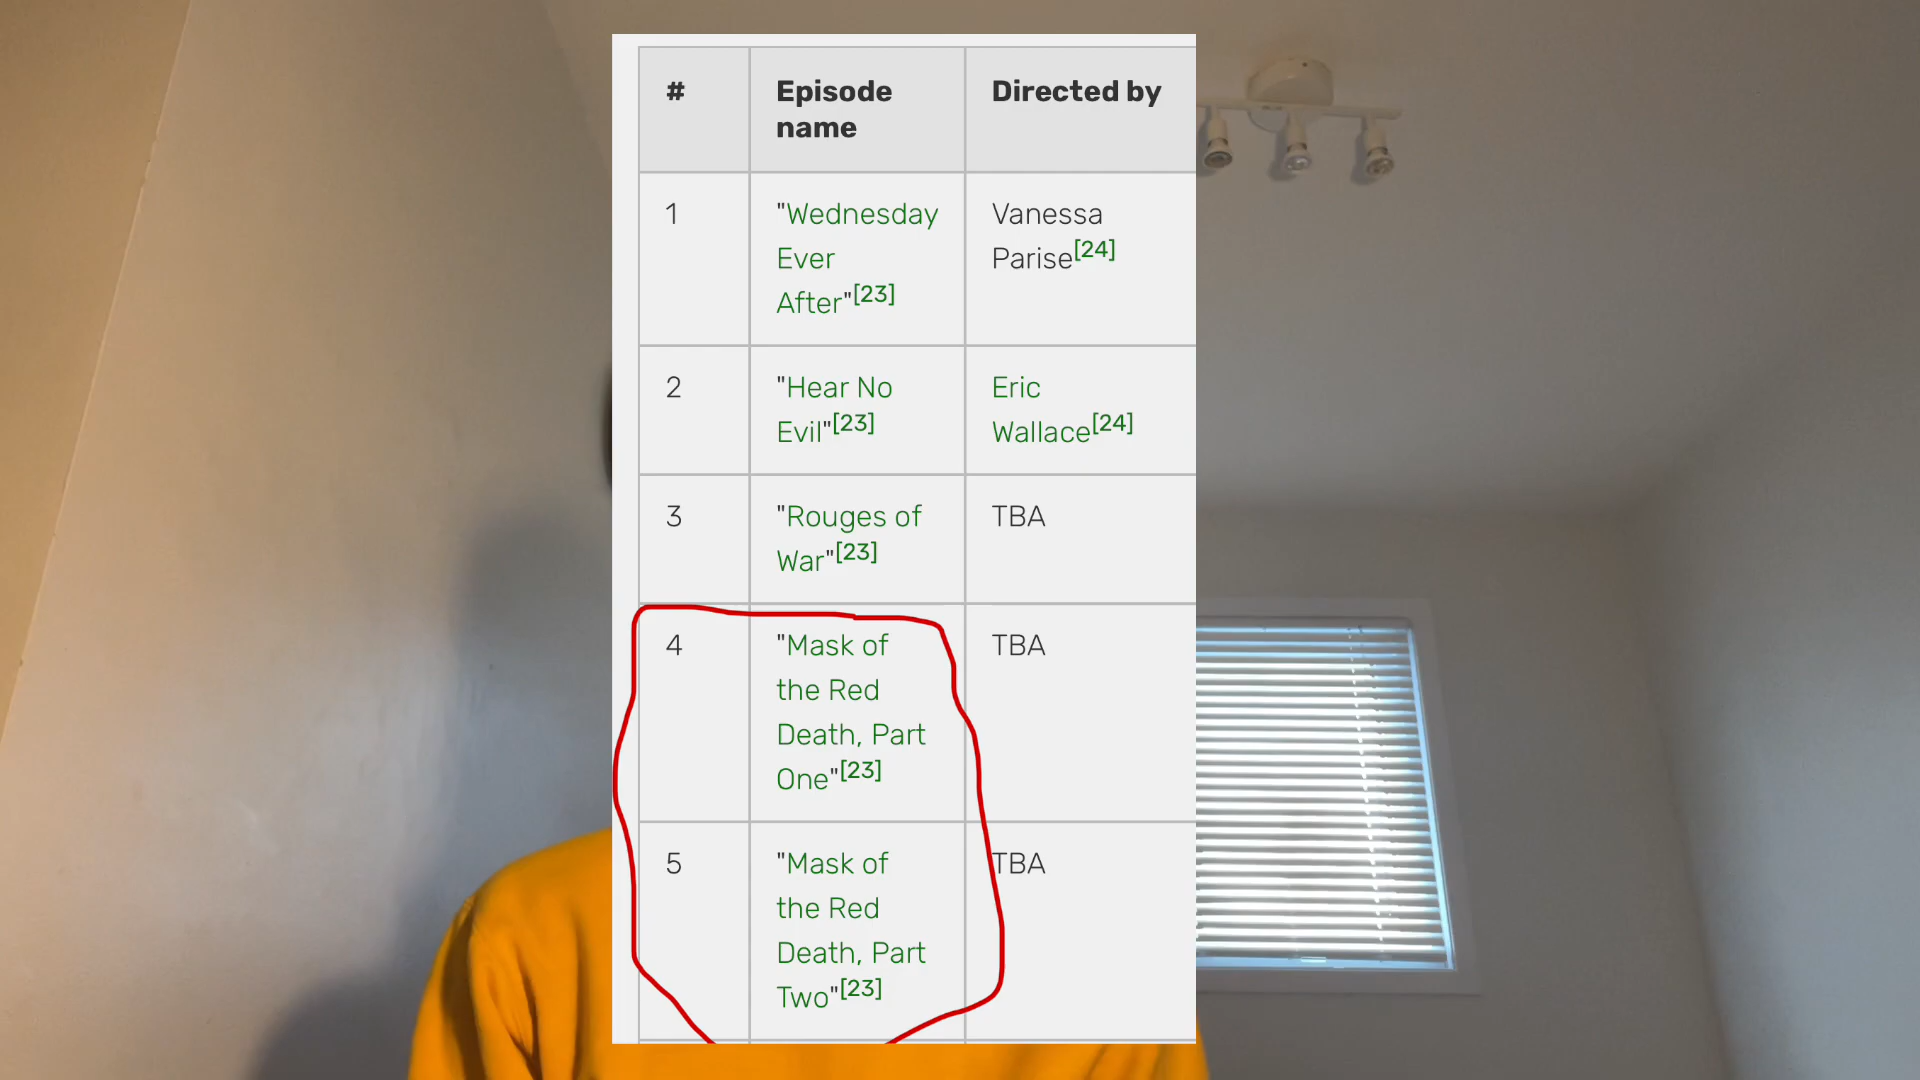 # Episode name Directed by
1 "Wednesday Ever After"[23] Vanessa Parise[24]
2 "Hear No Evil"[23] Eric Wallace[24]
3 "Rouges of War"[23] TBA
4 "Mask of the Red Death, Part One"[23] TBA
5 "Mask of the Red Death, Part Two"[23] TBA